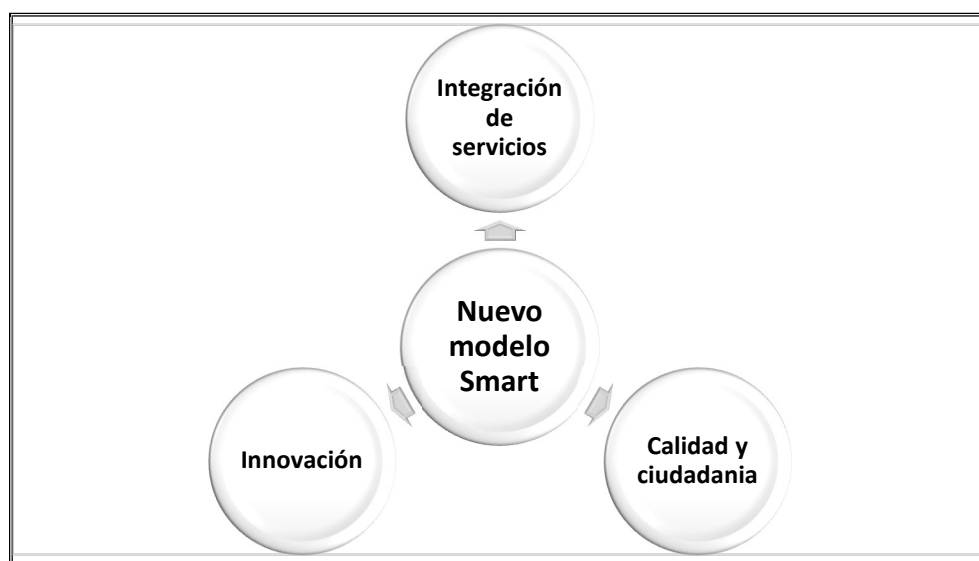 Integración
de
servicios
Nuevo
modelo
Smart
Innovación
Calidad y
ciudadania